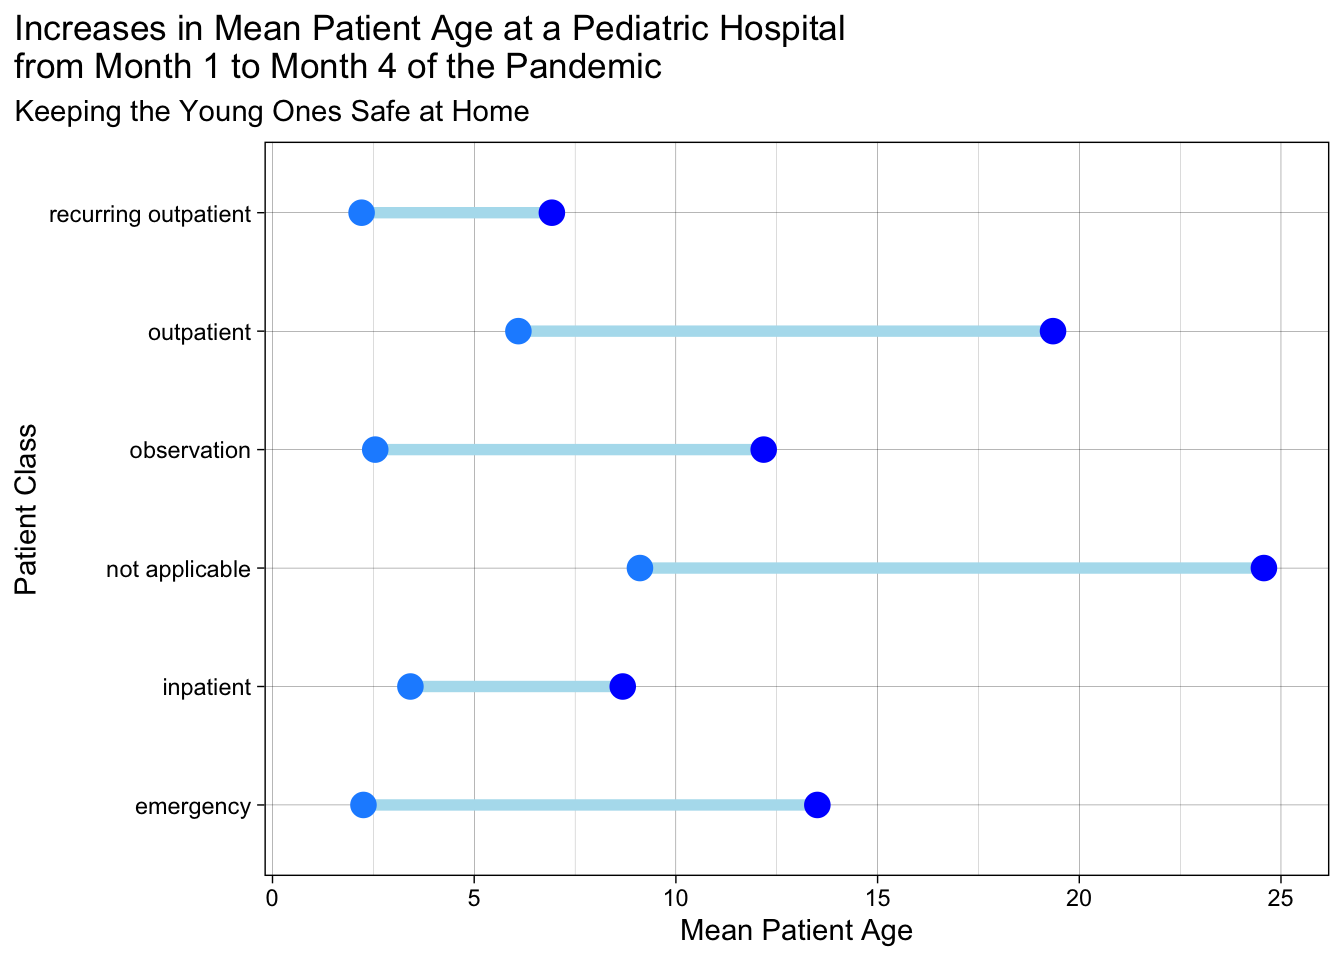 Increases in Mean Patient Age at a Pediatric Hospital
from Month 1 to Month 4 of the Pandemic
Keeping the Young Ones Safe at Home
Patient Class
recurring outpatient
outpatient
observation
not applicable
inpatient
emergency
0 5 10 15 20 25
Mean Patient Age